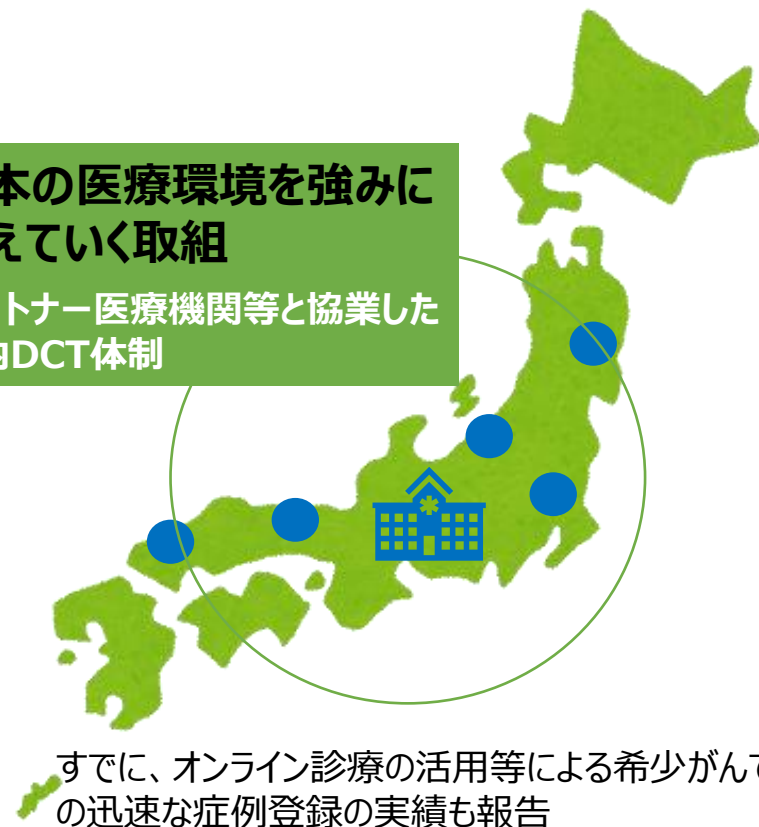 本の医療環境を強みに
えていく取組
トナー医療機関等と協業した
内DCT体制
すでに、オンライン診療の活用等による希少がんで
の迅速な症例登録の実績も報告